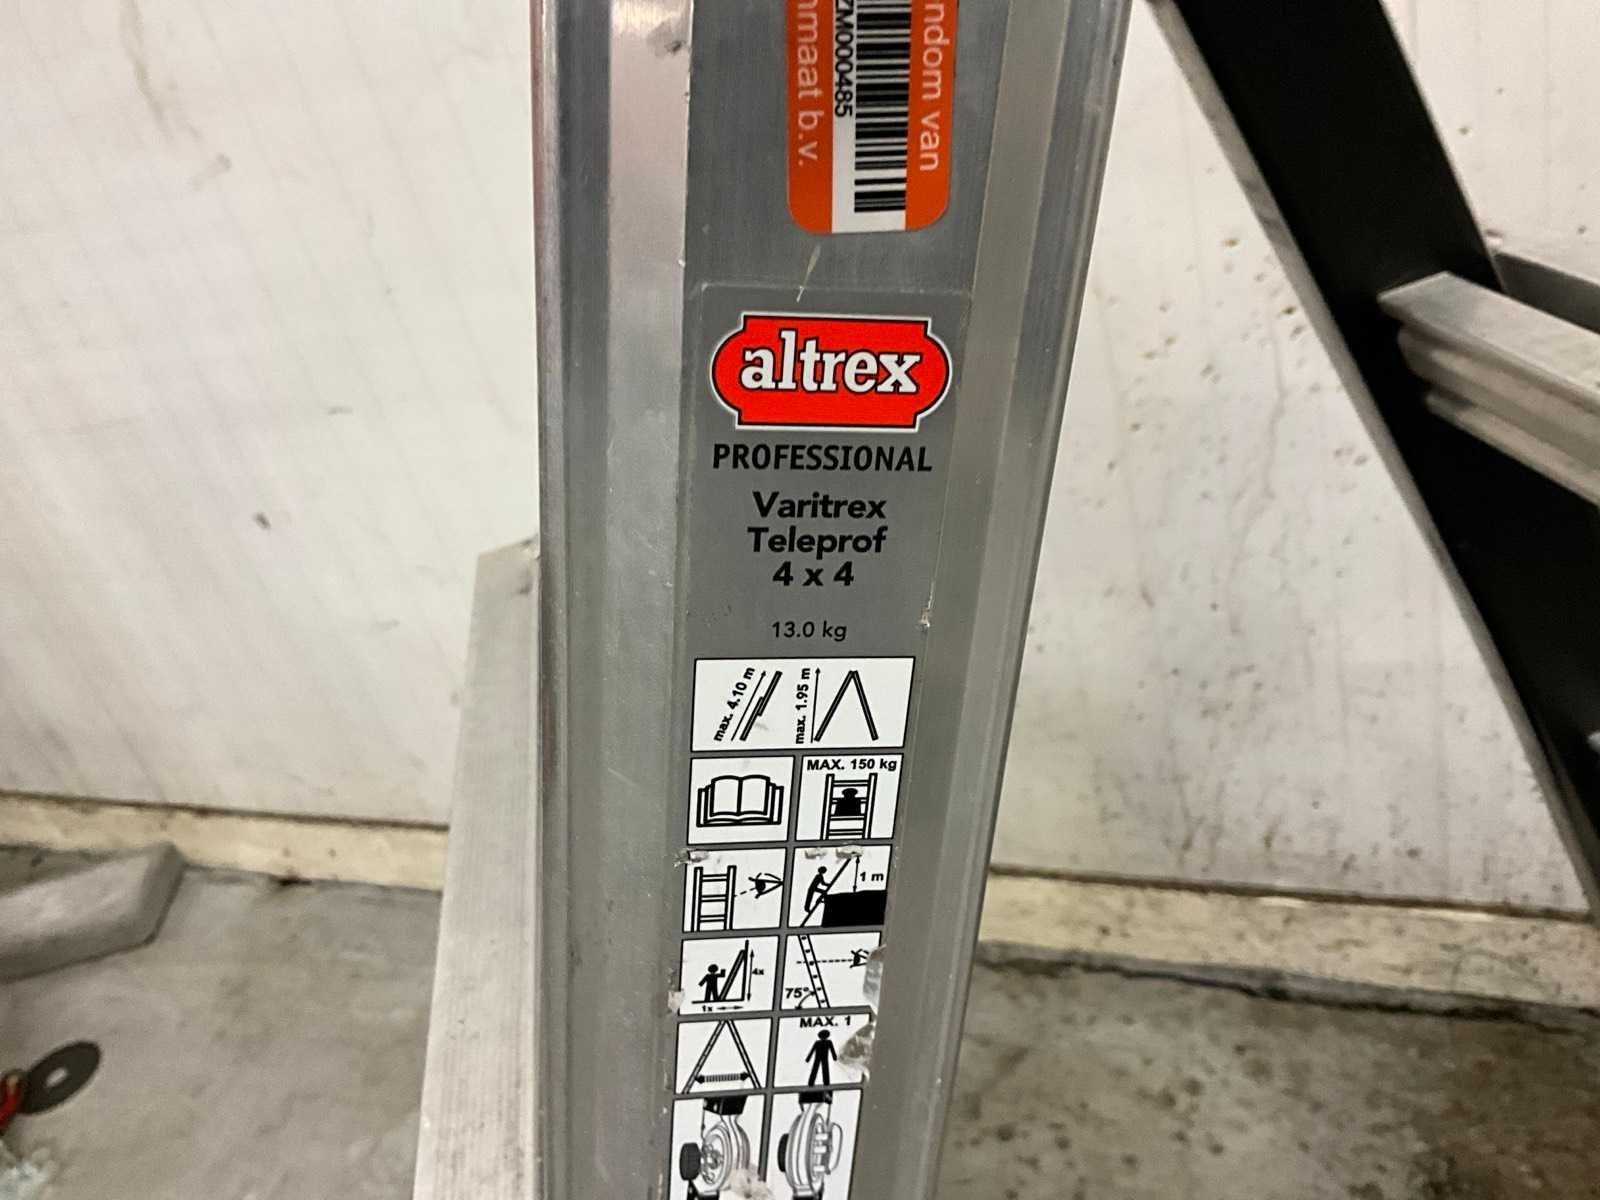 ndom van
ZM000485
maat b.v.
altrex
PROFESSIONAL
Varitrex
Teleprof
4 x 4
13.0 kg
max. 4.10 m
max. 1.95 m
MAX. 150 kg
1 m
4x
1x
75°
MAX. 1